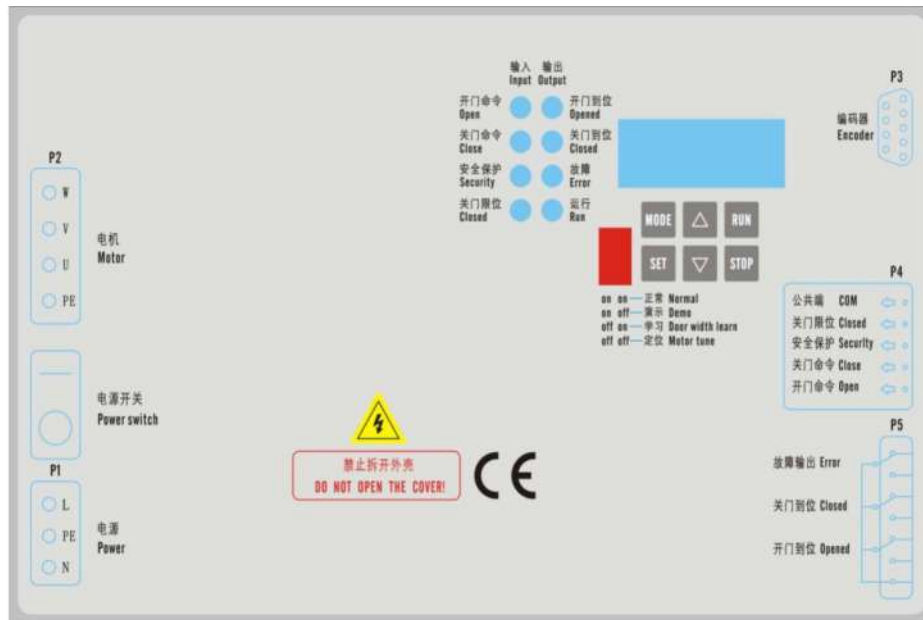 输入 输出
Input Output
开门命令
Open
开门到位
Opened
关门命令
Close
关门到位
Closed
安全保护
Security
故障
Error
关门限位
Closed
运行
Run
MODE RUN
SET STOP
on on — 正常 Normal
on off — 演示 Demo
off on — 学习 Door width learn
off off — 定位 Motor tune
P3
编码器
Encoder
P2
W
V
U
PE
电机
Motor
电源开关
Power switch
P1
L
PE
N
电源
Power
禁止拆开外壳
DO NOT OPEN THE COVER!
CE
P4
公共端 COM
关门限位 Closed
安全保护 Security
关门命令 Close
开门命令 Open
P5
故障输出 Error
关门到位 Closed
开门到位 Opened